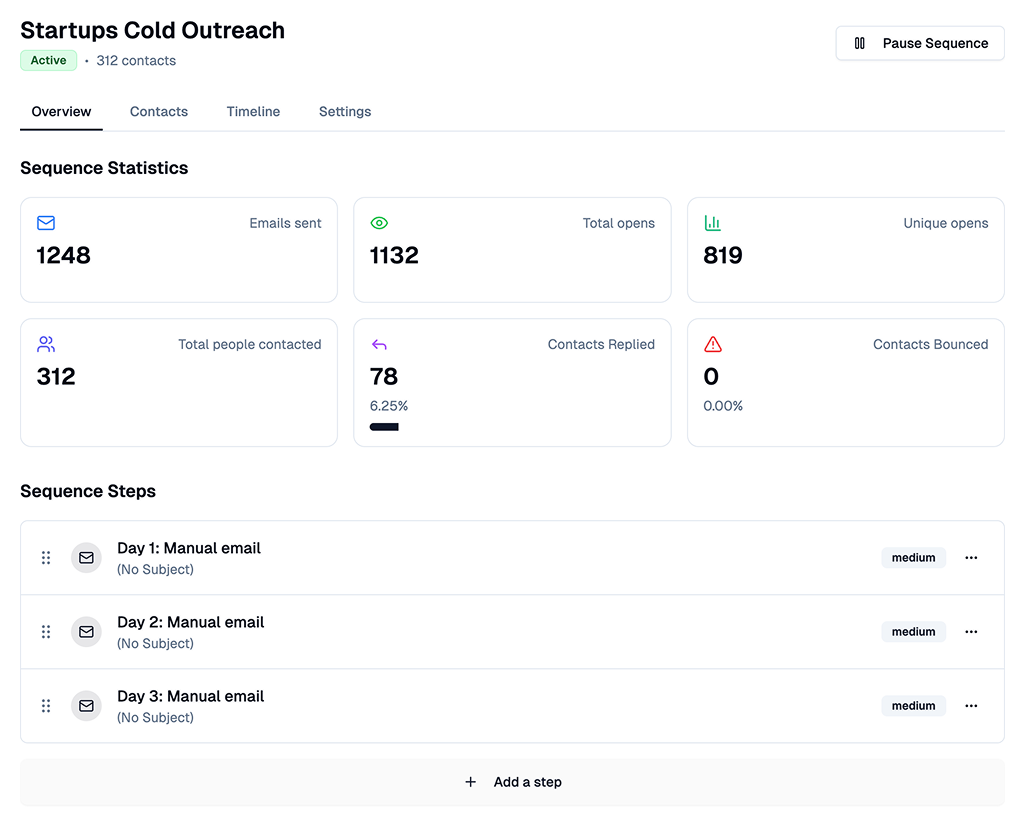 Startups Cold Outreach
Active • 312 contacts
Pause Sequence
Overview Contacts Timeline Settings
Sequence Statistics
Emails sent
1248
Total opens
1132
Unique opens
819
Total people contacted
312
Contacts Replied
78
6.25%
Contacts Bounced
0
0.00%
Sequence Steps
Day 1: Manual email
(No Subject)
medium
Day 2: Manual email
(No Subject)
medium
Day 3: Manual email
(No Subject)
medium
+ Add a step